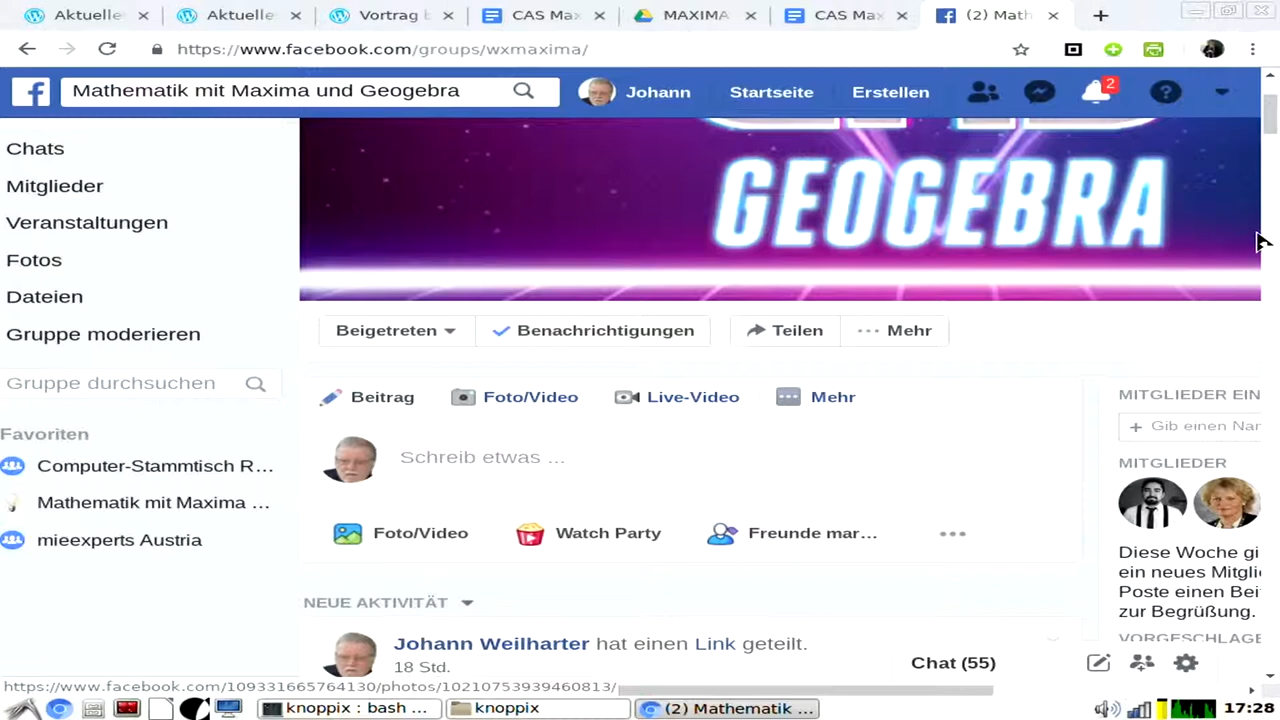 Aktuelle
Aktuelle
Vortrag b
CAS Max
MAXIMA
CAS Max
(2) Math
https://www.facebook.com/groups/wxmaxima/
Mathematik mit Maxima und Geogebra
Johann
Startseite
Erstellen
2
Chats
Mitglieder
Veranstaltungen
Fotos
Dateien
Gruppe moderieren
Gruppe durchsuchen
Favoriten
Computer-Stammtisch R...
Mathematik mit Maxima ...
mieexperts Austria
GEOGEBRA
Beigetreten
Benachrichtigungen
Teilen
Mehr
Beitrag
Foto/Video
Live-Video
Mehr
Schreib etwas ...
Foto/Video
Watch Party
Freunde mar...
NEUE AKTIVITÄT
Johann Weilharter hat einen Link geteilt.
18 Std.
MITGLIEDER EIN
+ Gib einen Nar
MITGLIEDER
Diese Woche gi
ein neues Mitglie
Poste einen Bei
zur Begrüßung.
VORGESCHLAGE
Chat (55)
https://www.facebook.com/109331665764130/photos/10210753939460813/
knoppix : bash ...
knoppix
(2) Mathematik ...
17:28